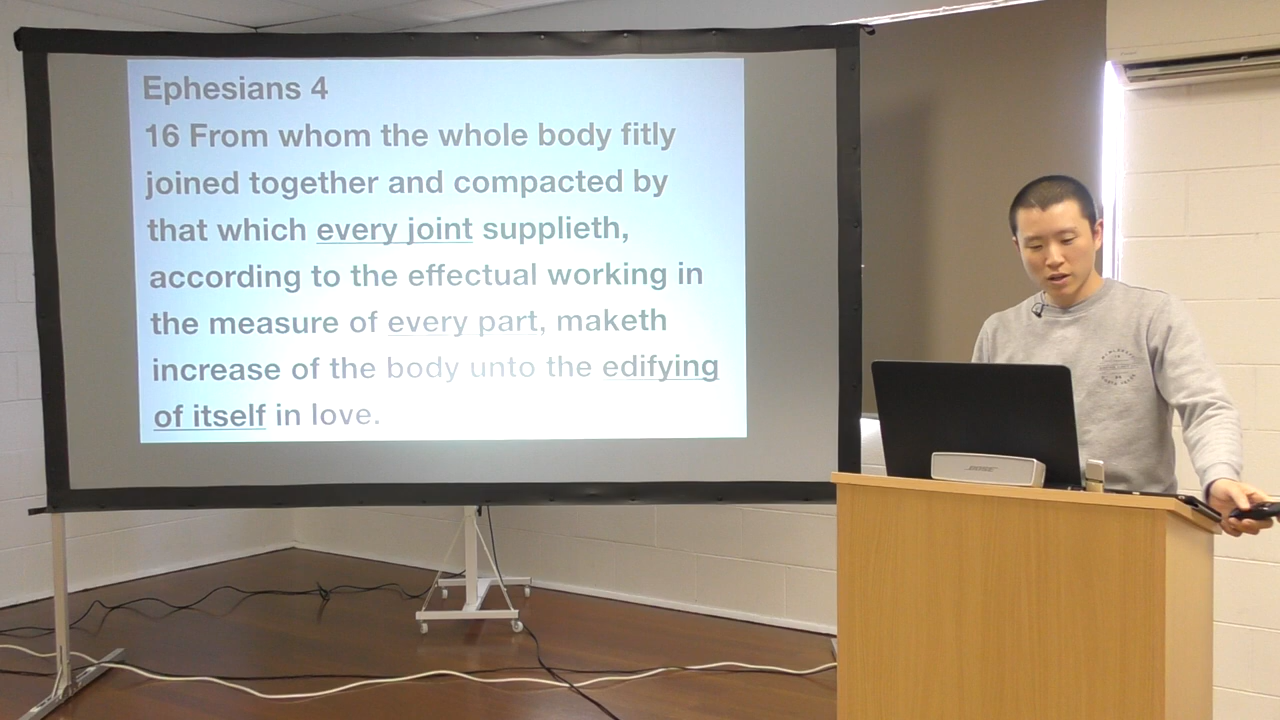 Ephesians 4
16 From whom the whole body fitly
joined together and compacted by
that which every joint supplieth,
according to the effectual working in
the measure of every part, maketh
increase of the body unto the edifying
of itself in love.